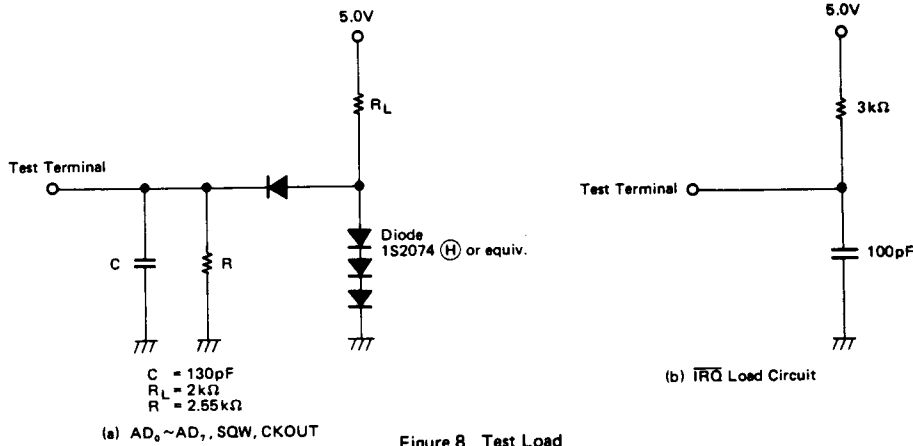 5.0V
R_L
Test Terminal
Diode
1S2074 Ⓗ or equiv.
C
R
C = 130pF
R_L = 2kΩ
R = 2.55kΩ
(a) AD₀~AD₇, SQW, CKOUT
5.0V
3kΩ
Test Terminal
100pF
(b) I̅R̅Q̅ Load Circuit
Figure 8 Test Load